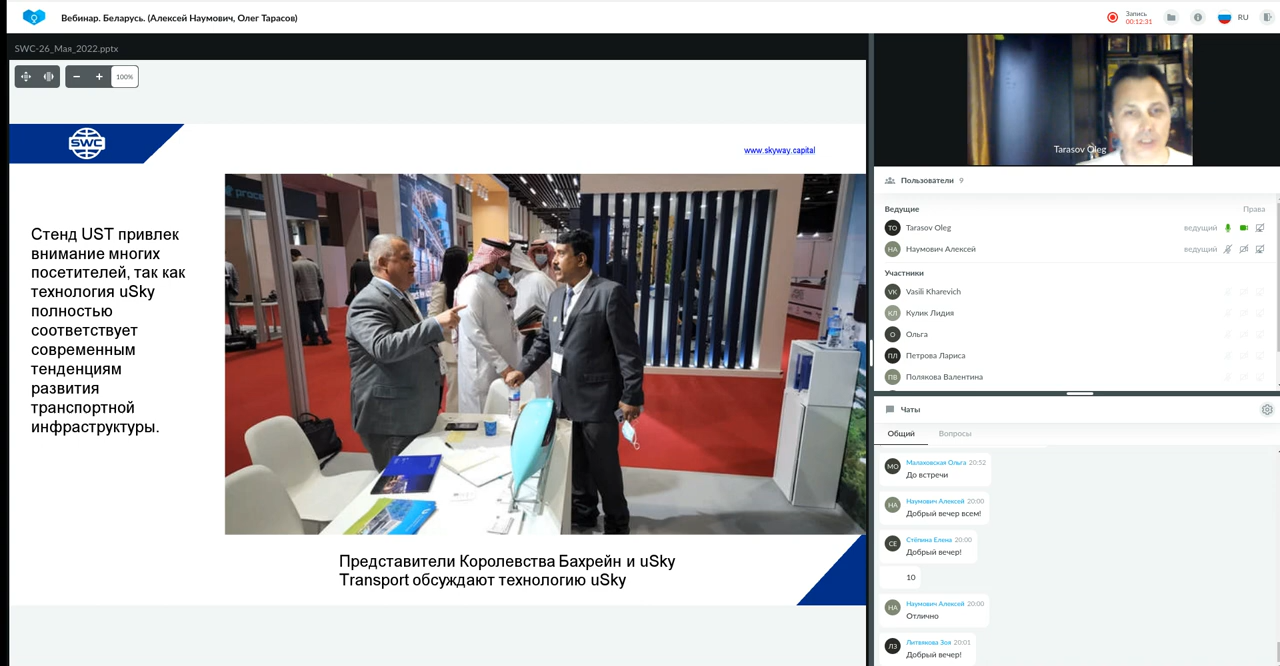 Вебинар. Беларусь. (Алексей Наумович, Олег Тарасов)
Запись
00:12:31
RU
SWC-26_Мая_2022.pptx
100%
SWC
www.skyway.capital
Стенд UST привлек
внимание многих
посетителей, так как
технология uSky
полностью
соответствует
современным
тенденциям
развития
транспортной
инфраструктуры.
Представители Королевства Бахрейн и uSky
Transport обсуждают технологию uSky
Tarasov Oleg
Пользователи 9
Ведущие Права
TO Tarasov Oleg ведущий
НА Наумович Алексей ведущий
Участники
VK Vasili Kharevich
КЛ Кулик Лидия
О Ольга
ПЛ Петрова Лариса
ПВ Полякова Валентина
Чаты
Общий Вопросы
МО Малаховская Ольга 20:52
До встречи
НА Наумович Алексей 20:00
Добрый вечер всем!
СЕ Стёпина Елена 20:00
Добрый вечер!
10
НА Наумович Алексей 20:00
Отлично
ЛЗ Литвякова Зоя 20:01
Добрый вечер!